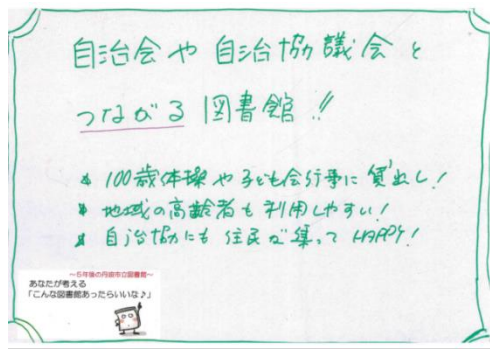 自治会や自治協議会と
つながる図書館!!
* 100歳体操や子ども会行事に貸出し!
* 地域の高齢者も利用しやすい!
* 自治協にも住民が集ってHAPPY!
~5年後の丹波市立図書館~
あなたが考える
「こんな図書館あったらいいな♪」